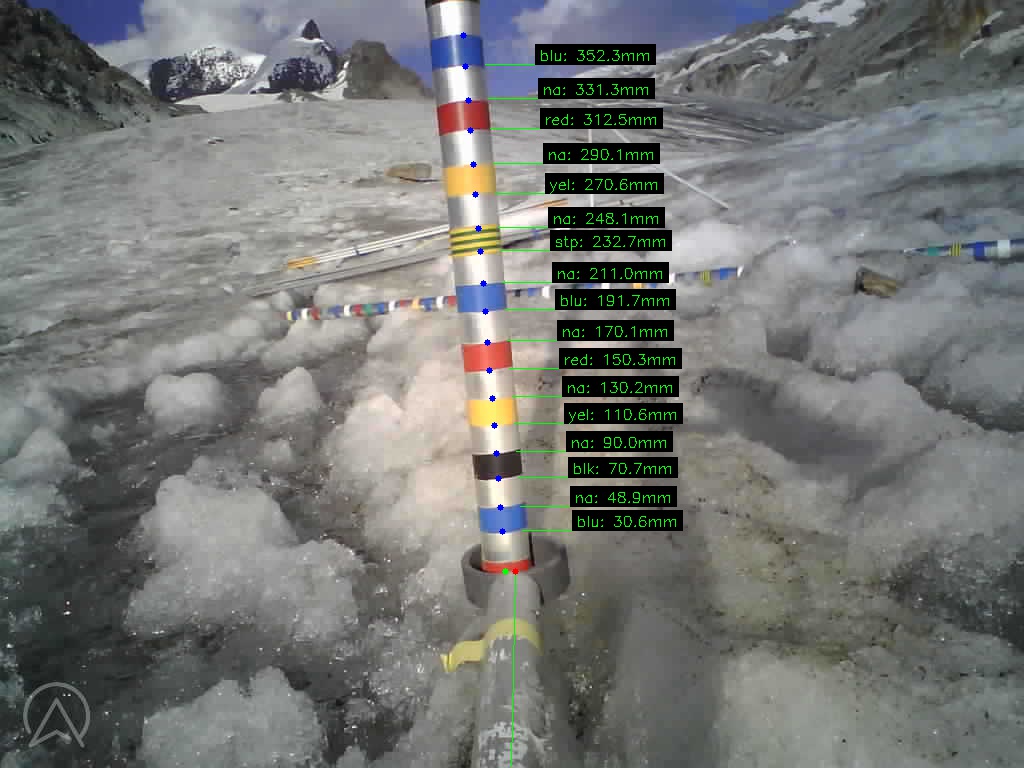 blu: 352.3mm
na: 331.3mm
red: 312.5mm
na: 290.1mm
yel: 270.6mm
na: 248.1mm
stp: 232.7mm
na: 211.0mm
blu: 191.7mm
na: 170.1mm
red: 150.3mm
na: 130.2mm
yel: 110.6mm
na: 90.0mm
blk: 70.7mm
na: 48.9mm
blu: 30.6mm